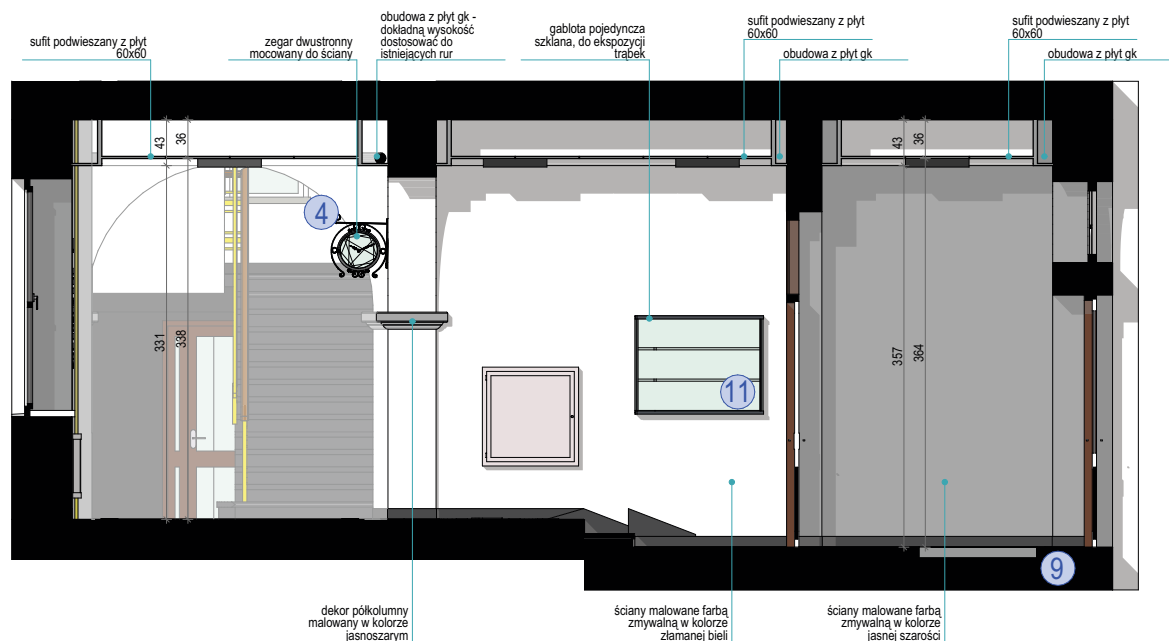 sufit podwieszany z płyt
60x60
zegar dwustronny
mocowany do ściany
obudowa z płyt gk -
dokładną wysokość
dostosować do
istniejących rur
gablota pojedyncza
szklana, do ekspozycji
trąbek
sufit podwieszany z płyt
60x60
obudowa z płyt gk
sufit podwieszany z płyt
60x60
obudowa z płyt gk
43
36
43
36
4
331
338
357
364
11
9
dekor półkolumny
malowany w kolorze
jasnoszarym
ściany malowane farbą
zmywalną w kolorze
złamanej bieli
ściany malowane farbą
zmywalną w kolorze
jasnej szarości